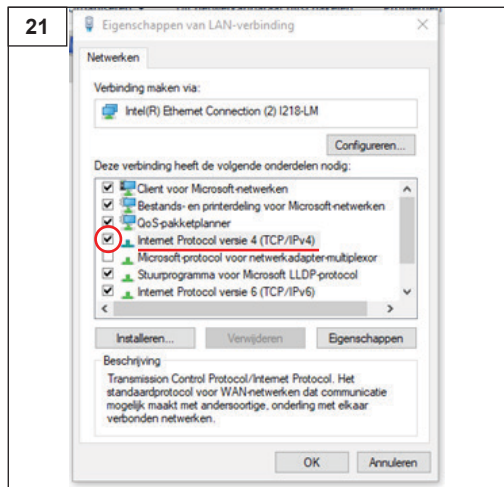 21
Eigenschappen van LAN-verbinding
Netwerken
Verbinding maken via:
Intel(R) Ethernet Connection (2) I218-LM
Configureren...
Deze verbinding heeft de volgende onderdelen nodig:
Client voor Microsoft-netwerken
Bestands- en printerdeling voor Microsoft-netwerken
QoS-pakketplanner
Internet Protocol versie 4 (TCP/IPv4)
Microsoft-protocol voor netwerkadapter-multiplexor
Stuurprogramma voor Microsoft LLDP-protocol
Internet Protocol versie 6 (TCP/IPv6)
Installeren... Verwijderen Eigenschappen
Beschrijving
Transmission Control Protocol/Internet Protocol. Het
standaardprotocol voor WAN-netwerken dat communicatie
mogelijk maakt met andersoortige, onderling met elkaar
verbonden netwerken.
OK Annuleren